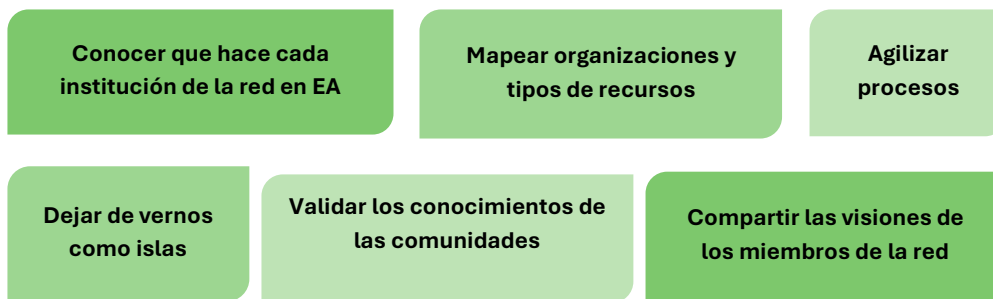 Conocer que hace cada
institución de la red en EA
Mapear organizaciones y
tipos de recursos
Agilizar
procesos
Dejar de vernos
como islas
Validar los conocimientos de
las comunidades
Compartir las visiones de
los miembros de la red